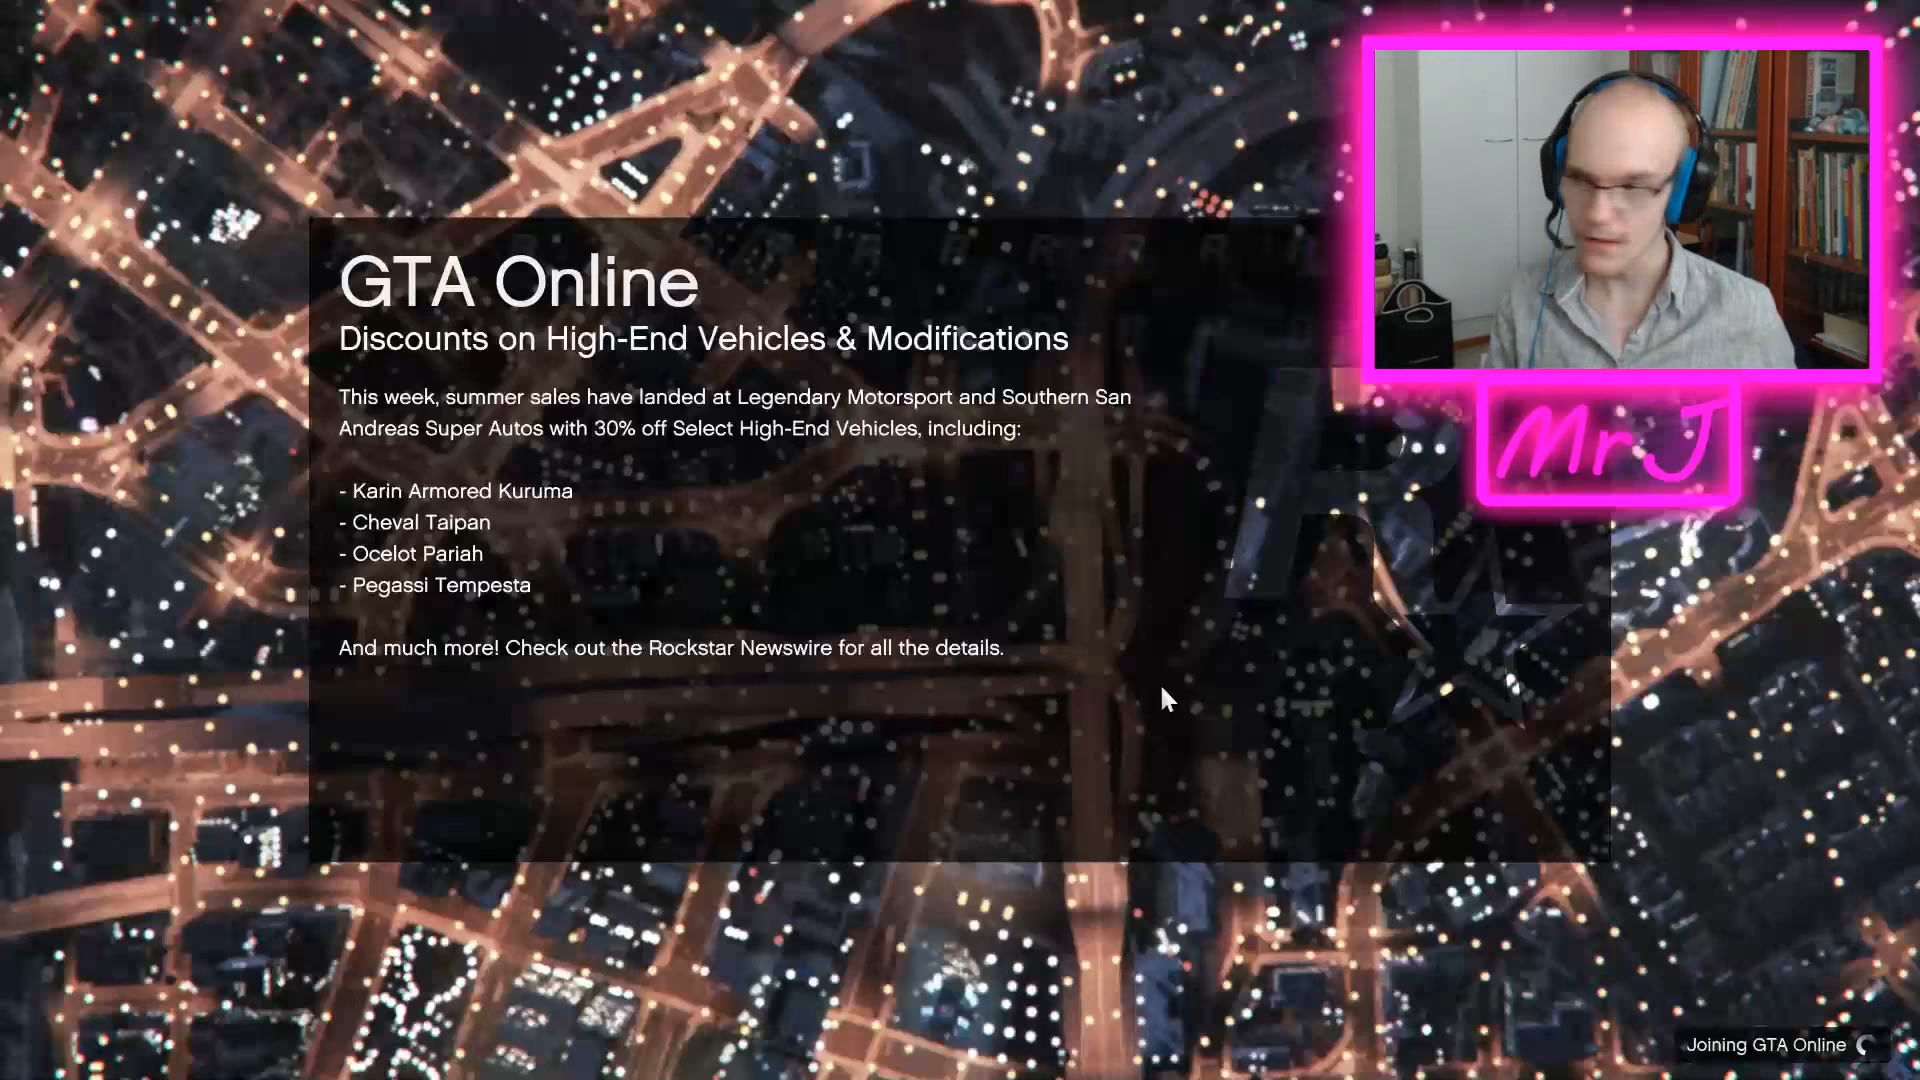 GTA Online
Discounts on High-End Vehicles & Modifications
This week, summer sales have landed at Legendary Motorsport and Southern San
Andreas Super Autos with 30% off Select High-End Vehicles, including:
- Karin Armored Kuruma
- Cheval Taipan
- Ocelot Pariah
- Pegassi Tempesta
And much more! Check out the Rockstar Newswire for all the details.
Mr J
Joining GTA Online